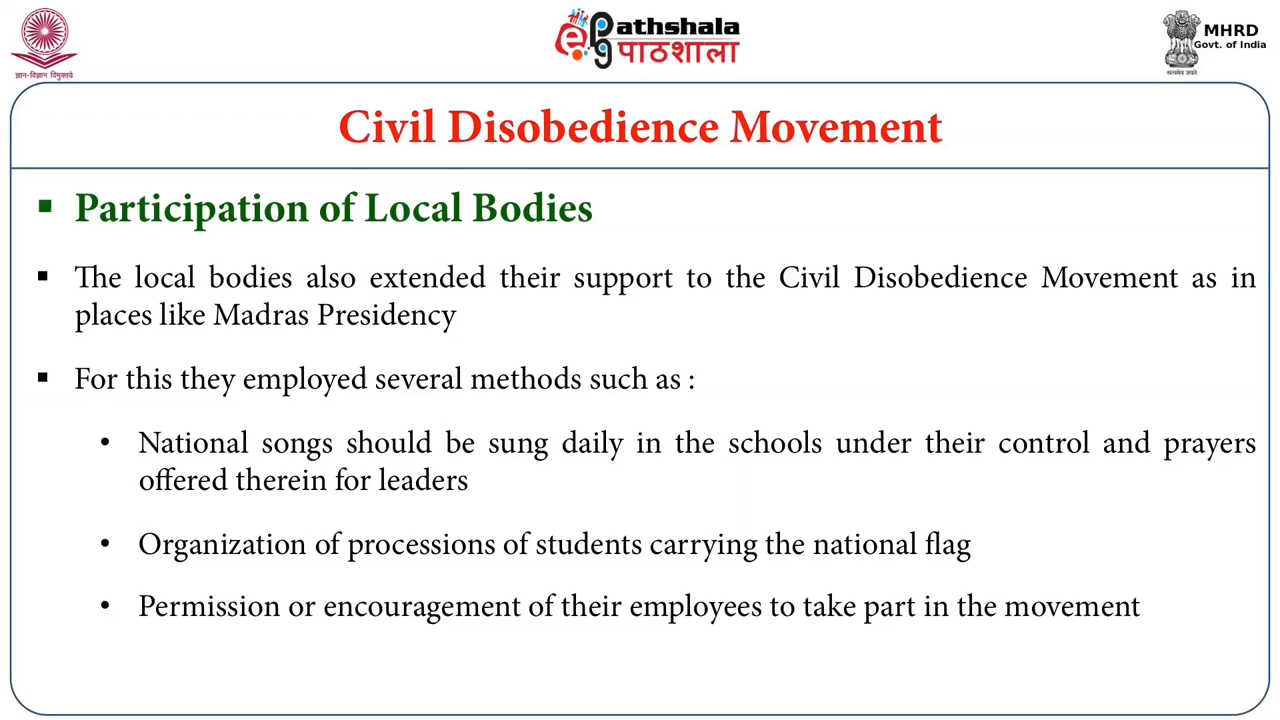 ज्ञान-विज्ञान विमुक्तये
ePathshala
पाठशाला
MHRD
Govt. of India
सत्यमेव जयते
Civil Disobedience Movement
▪ Participation of Local Bodies
▪ The local bodies also extended their support to the Civil Disobedience Movement as in
places like Madras Presidency
▪ For this they employed several methods such as :
• National songs should be sung daily in the schools under their control and prayers
offered therein for leaders
• Organization of processions of students carrying the national flag
• Permission or encouragement of their employees to take part in the movement